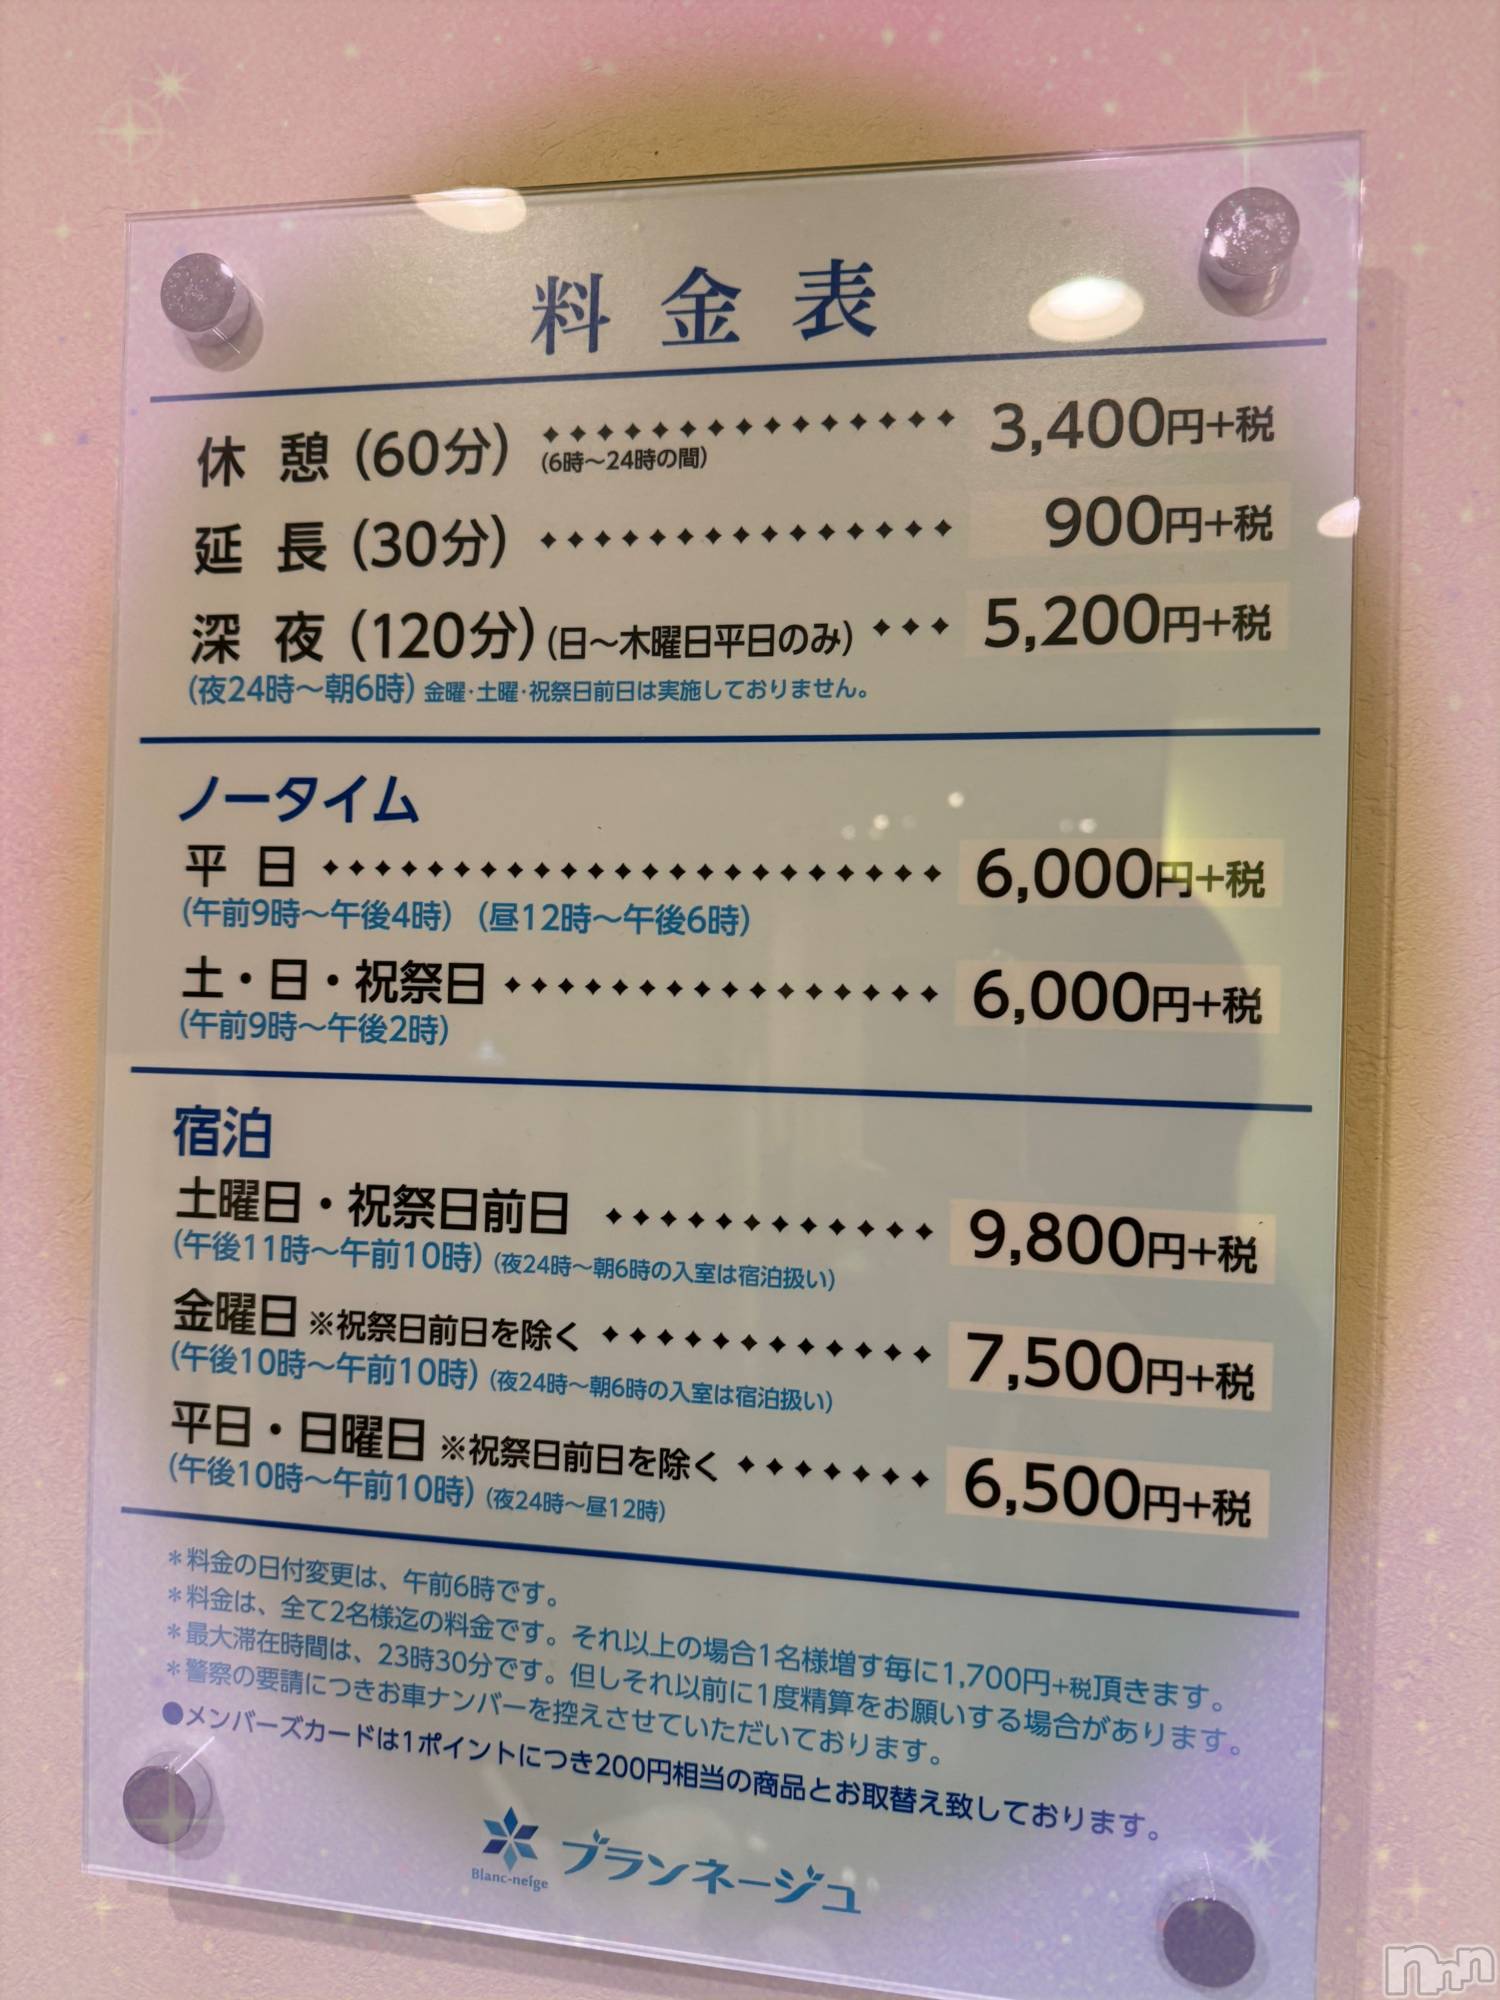 料金表
休憩(60分) (6時～24時の間) 3,400円+税
延長(30分) 900円+税
深夜(120分)(日～木曜日平日のみ) 5,200円+税
(夜24時～朝6時) 金曜・土曜・祝祭日前日は実施しておりません。
ノータイム
平日 6,000円+税
(午前9時～午後4時) (昼12時～午後6時)
土・日・祝祭日 6,000円+税
(午前9時～午後2時)
宿泊
土曜日・祝祭日前日 9,800円+税
(午後11時～午前10時) (夜24時～朝6時の入室は宿泊扱い)
金曜日 ※祝祭日前日を除く 7,500円+税
(午後10時～午前10時) (夜24時～朝6時の入室は宿泊扱い)
平日・日曜日 ※祝祭日前日を除く 6,500円+税
(午後10時～午前10時) (夜24時～昼12時)
＊料金の日付変更は、午前6時です。
＊料金は、全て2名様迄の料金です。それ以上の場合1名様増す毎に1,700円+税頂きます。
＊最大滞在時間は、23時30分です。但しそれ以前に1度精算をお願いする場合があります。
＊警察の要請につきお車ナンバーを控えさせていただいております。
●メンバーズカードは1ポイントにつき200円相当の商品とお取替え致しております。
Blanc-neige ブランネージュ
nnn